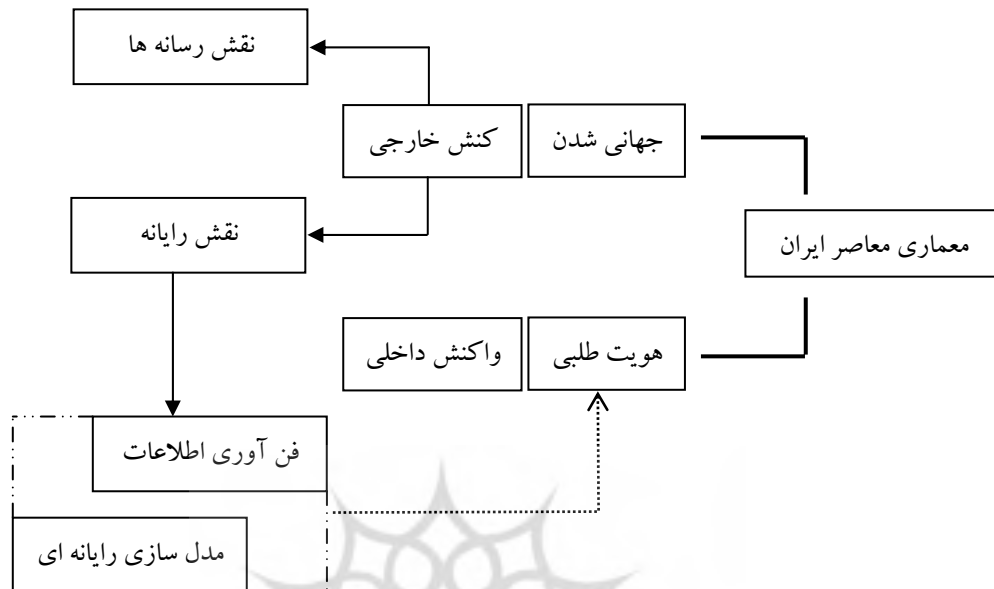 نقش رسانه ها
جهانی شدن
کنش خارجی
نقش رایانه
معماری معاصر ایران
هویت طلبی
واکنش داخلی
فن آوری اطلاعات
مدل سازی رایانه ای